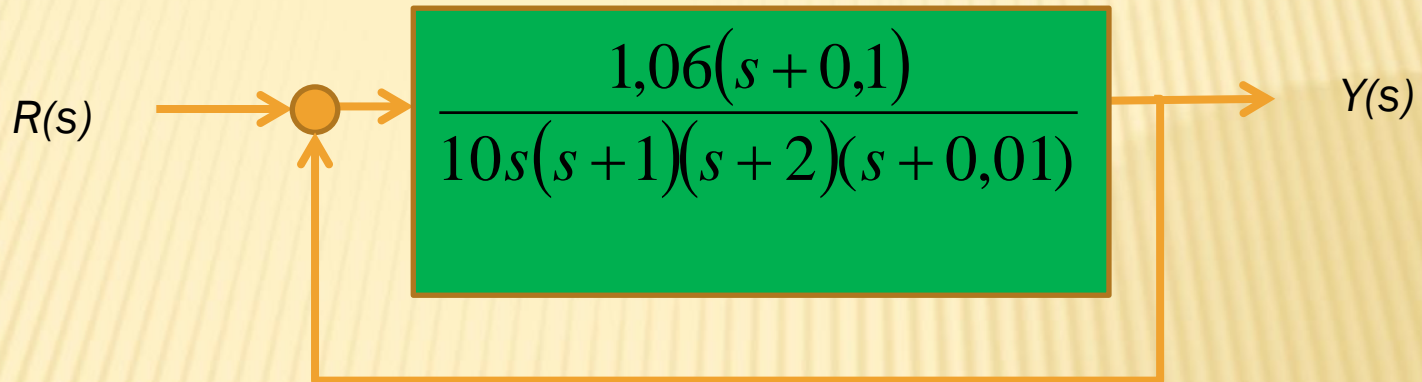 1,06(s + 0,1)
R(s)
10s(s + 1)(s + 2)(s + 0,01)
Y(s)